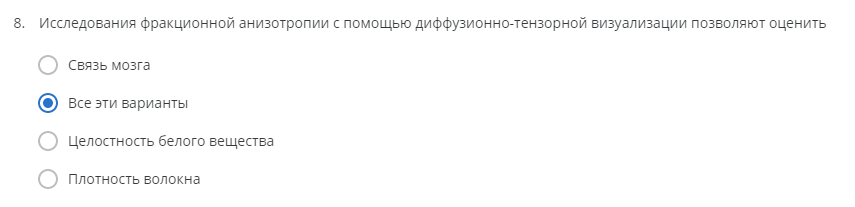 8. Исследования фракционной анизотропии с помощью диффузионно-тензорной визуализации позволяют оценить
Связь мозга
Все эти варианты
Целостность белого вещества
Плотность волокна